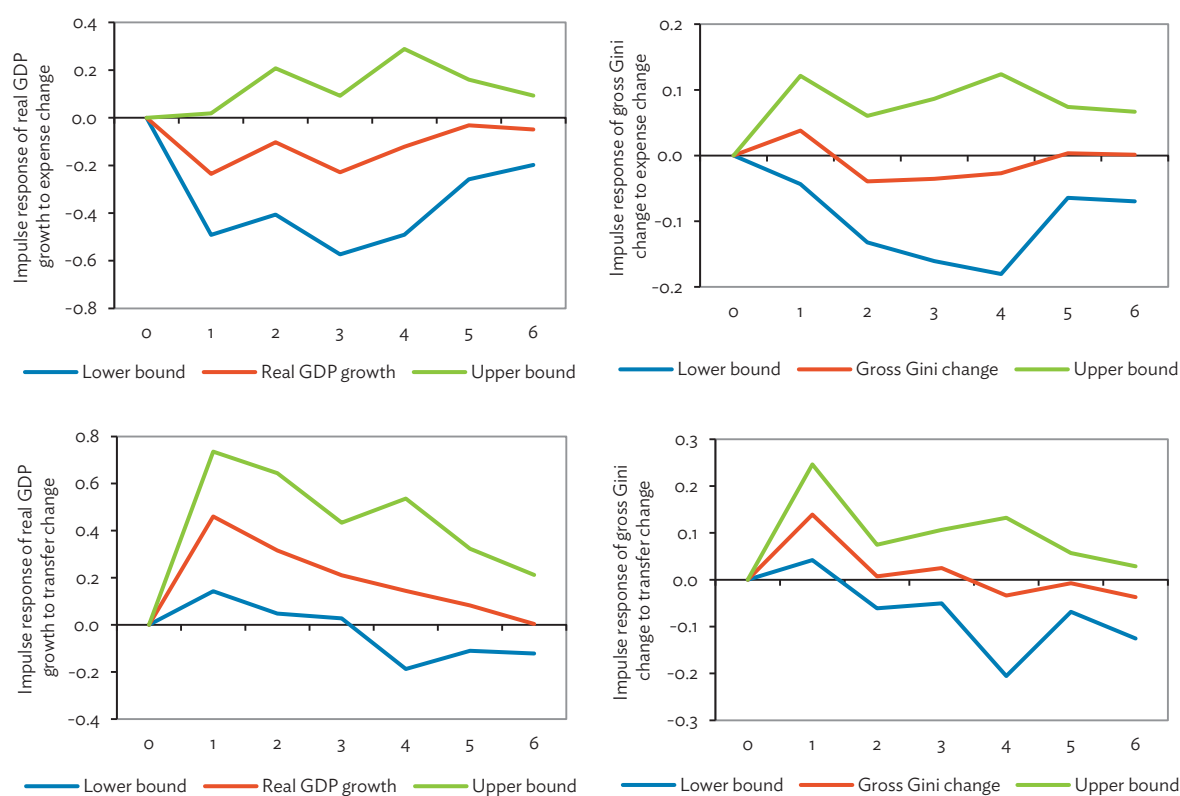 Impulse response of real GDP
growth to expense change
0.4
0.2
0.0
−0.2
−0.4
−0.6
−0.8
0 1 2 3 4 5 6
Lower bound Real GDP growth Upper bound
Impulse response of gross Gini
change to expense change
0.2
0.1
0.0
−0.1
−0.2
0 1 2 3 4 5 6
Lower bound Gross Gini change Upper bound
Impulse response of real GDP
growth to transfer change
0.8
0.6
0.4
0.2
0.0
−0.2
−0.4
0 1 2 3 4 5 6
Lower bound Real GDP growth Upper bound
Impulse response of gross Gini
change to transfer change
0.3
0.2
0.1
0.0
−0.1
−0.2
−0.3
0 1 2 3 4 5 6
Lower bound Gross Gini change Upper bound